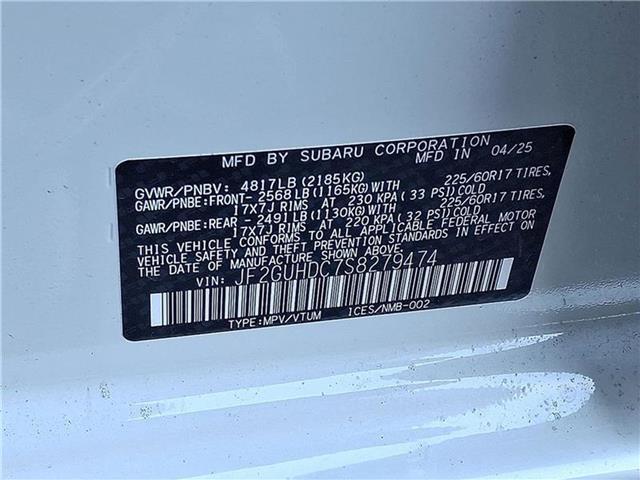 MFD BY SUBARU CORPORATION
MFD IN 04/25
GVWR/PNBV: 4817LB(2185KG)
GAWR/PNBE:FRONT-2568LB(1165KG)WITH 225/60R17 TIRES,
17X7J RIMS AT 230 KPA(33 PSI)COLD
GAWR/PNBE:REAR -2491LB(1130KG)WITH 225/60R17 TIRES,
17X7J RIMS AT 220 KPA(32 PSI)COLD
THIS VEHICLE CONFORMS TO ALL APPLICABLE FEDERAL MOTOR
VEHICLE SAFETY AND THEFT PREVENTION STANDARDS IN EFFECT
ON THE DATE OF MANUFACTURE SHOWN ABOVE.
VIN: JF2GUHDC7S8279474
TYPE:MPV/VTUM ICES/NMB-002